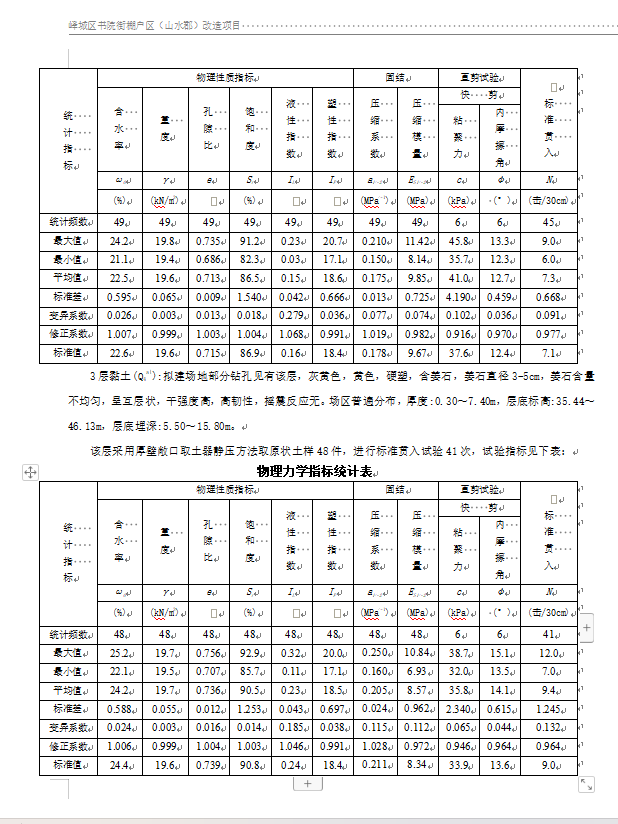 峄城区书院街棚户区（山水郡）改造项目
统计指标 物理性质指标 固结 直剪试验 标准贯入
快剪
含水率 重度 孔隙比 饱和度 液性指数 塑性指数 压缩系数 压缩模量 粘聚力 内摩擦角
ω γ e S I I a E c φ N
(%) (kN/㎥) (%) (MPa⁻¹) (MPa) (kPa) (°) (击/30cm)
统计频数 49 49 49 49 49 49 49 49 6 6 45
最大值 24.2 19.8 0.735 91.2 0.23 20.7 0.210 11.42 45.8 13.3 9.0
最小值 21.1 19.4 0.686 82.3 0.03 17.1 0.150 8.14 35.7 12.3 6.0
平均值 22.5 19.6 0.713 86.5 0.15 18.6 0.175 9.85 41.0 12.7 7.3
标准差 0.595 0.065 0.009 1.540 0.042 0.666 0.013 0.725 4.190 0.459 0.668
变异系数 0.026 0.003 0.013 0.018 0.279 0.036 0.077 0.074 0.102 0.036 0.091
修正系数 1.007 0.999 1.003 1.004 1.068 0.991 1.019 0.982 0.916 0.970 0.977
标准值 22.6 19.6 0.715 86.9 0.16 18.4 0.178 9.67 37.6 12.4 7.1
3层黏土(Q₄ᵃˡ):拟建场地部分钻孔见有该层，灰黄色，黄色，硬塑，含姜石，姜石直径3-5cm，姜石含量
不均匀，呈互层状，干强度高，高韧性，摇震反应无。场区普遍分布，厚度:0.30～7.40m，层底标高:35.44～
46.13m，层底埋深:5.50～15.80m。
该层采用厚壁敞口取土器静压方法取原状土样48件，进行标准贯入试验41次，试验指标见下表：
物理力学指标统计表
统计指标 物理性质指标 固结 直剪试验 标准贯入
快剪
含水率 重度 孔隙比 饱和度 液性指数 塑性指数 压缩系数 压缩模量 粘聚力 内摩擦角
ω γ e S I I a E c φ N
(%) (kN/㎥) (%) (MPa⁻¹) (MPa) (kPa) (°) (击/30cm)
统计频数 48 48 48 48 48 48 48 48 6 6 41
最大值 25.2 19.7 0.756 92.9 0.32 20.0 0.250 10.84 38.7 15.1 12.0
最小值 22.1 19.5 0.707 85.7 0.11 17.1 0.160 6.93 32.0 13.5 7.0
平均值 24.2 19.7 0.736 90.5 0.23 18.5 0.205 8.57 35.8 14.1 9.4
标准差 0.588 0.055 0.012 1.253 0.043 0.697 0.024 0.962 2.340 0.615 1.245
变异系数 0.024 0.003 0.016 0.014 0.185 0.038 0.115 0.112 0.065 0.044 0.132
修正系数 1.006 0.999 1.004 1.003 1.046 0.991 1.028 0.972 0.946 0.964 0.964
标准值 24.4 19.6 0.739 90.8 0.24 18.4 0.211 8.34 33.9 13.6 9.0